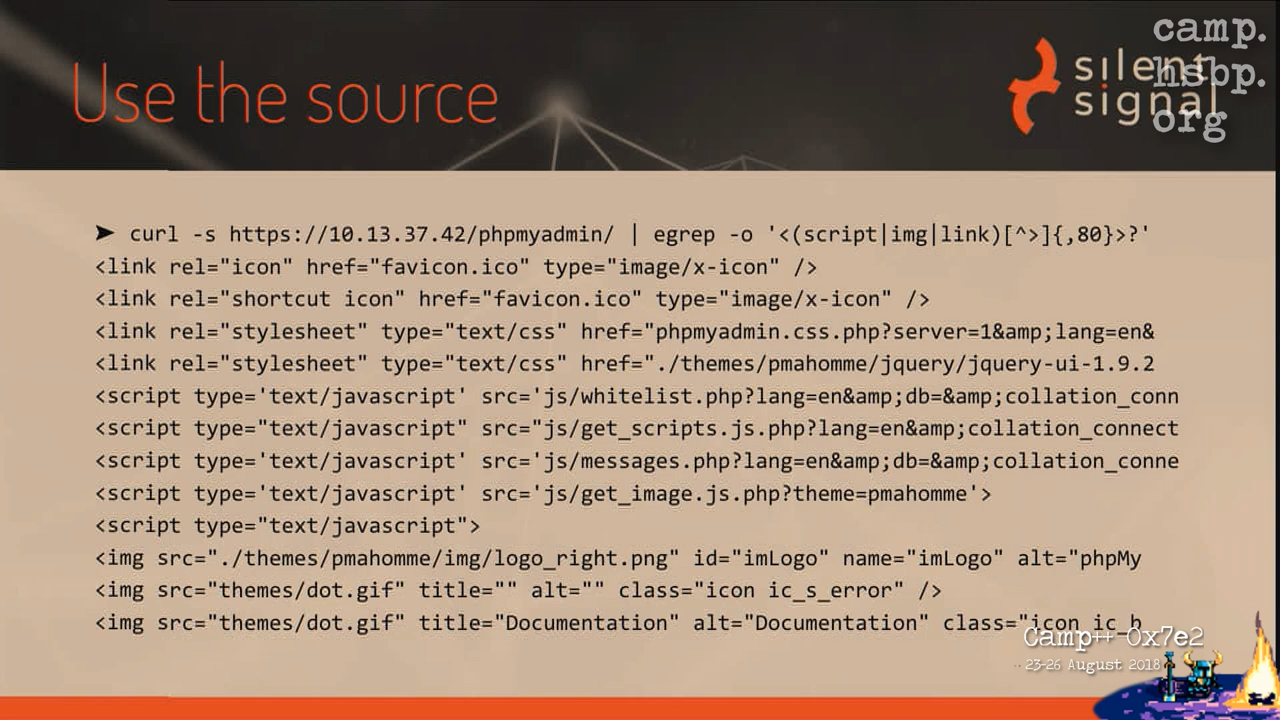 Use the source
silent
signal
camp.
hsbp.
org
➤ curl -s https://10.13.37.42/phpmyadmin/ | egrep -o '<(script|img|link)[^>]{,80}>?'
<link rel="icon" href="favicon.ico" type="image/x-icon" />
<link rel="shortcut icon" href="favicon.ico" type="image/x-icon" />
<link rel="stylesheet" type="text/css" href="phpmyadmin.css.php?server=1&amp;lang=en&
<link rel="stylesheet" type="text/css" href="./themes/pmahomme/jquery/jquery-ui-1.9.2
<script type='text/javascript' src='js/whitelist.php?lang=en&amp;db=&amp;collation_conn
<script type="text/javascript" src="js/get_scripts.js.php?lang=en&amp;collation_connect
<script type='text/javascript' src='js/messages.php?lang=en&amp;db=&amp;collation_conne
<script type='text/javascript' src='js/get_image.js.php?theme=pmahomme'>
<script type="text/javascript">
<img src="./themes/pmahomme/img/logo_right.png" id="imLogo" name="imLogo" alt="phpMy
<img src="themes/dot.gif" title="" alt="" class="icon ic_s_error" />
<img src="themes/dot.gif" title="Documentation" alt="Documentation" class="icon ic_b
Camp++ 0x7e2
23-26 August 2018